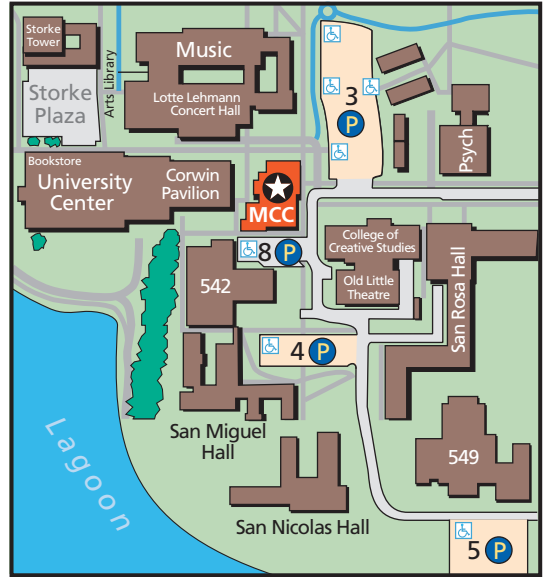 Storke
Tower
Storke
Plaza
Arts Library
Music
Lotte Lehmann
Concert Hall
3
P
Psych
Bookstore
University
Center
Corwin
Pavilion
MCC
8 P
College of
Creative Studies
Old Little
Theatre
San Rosa Hall
542
4 P
San Miguel
Hall
549
San Nicolas Hall
Lagoon
5 P